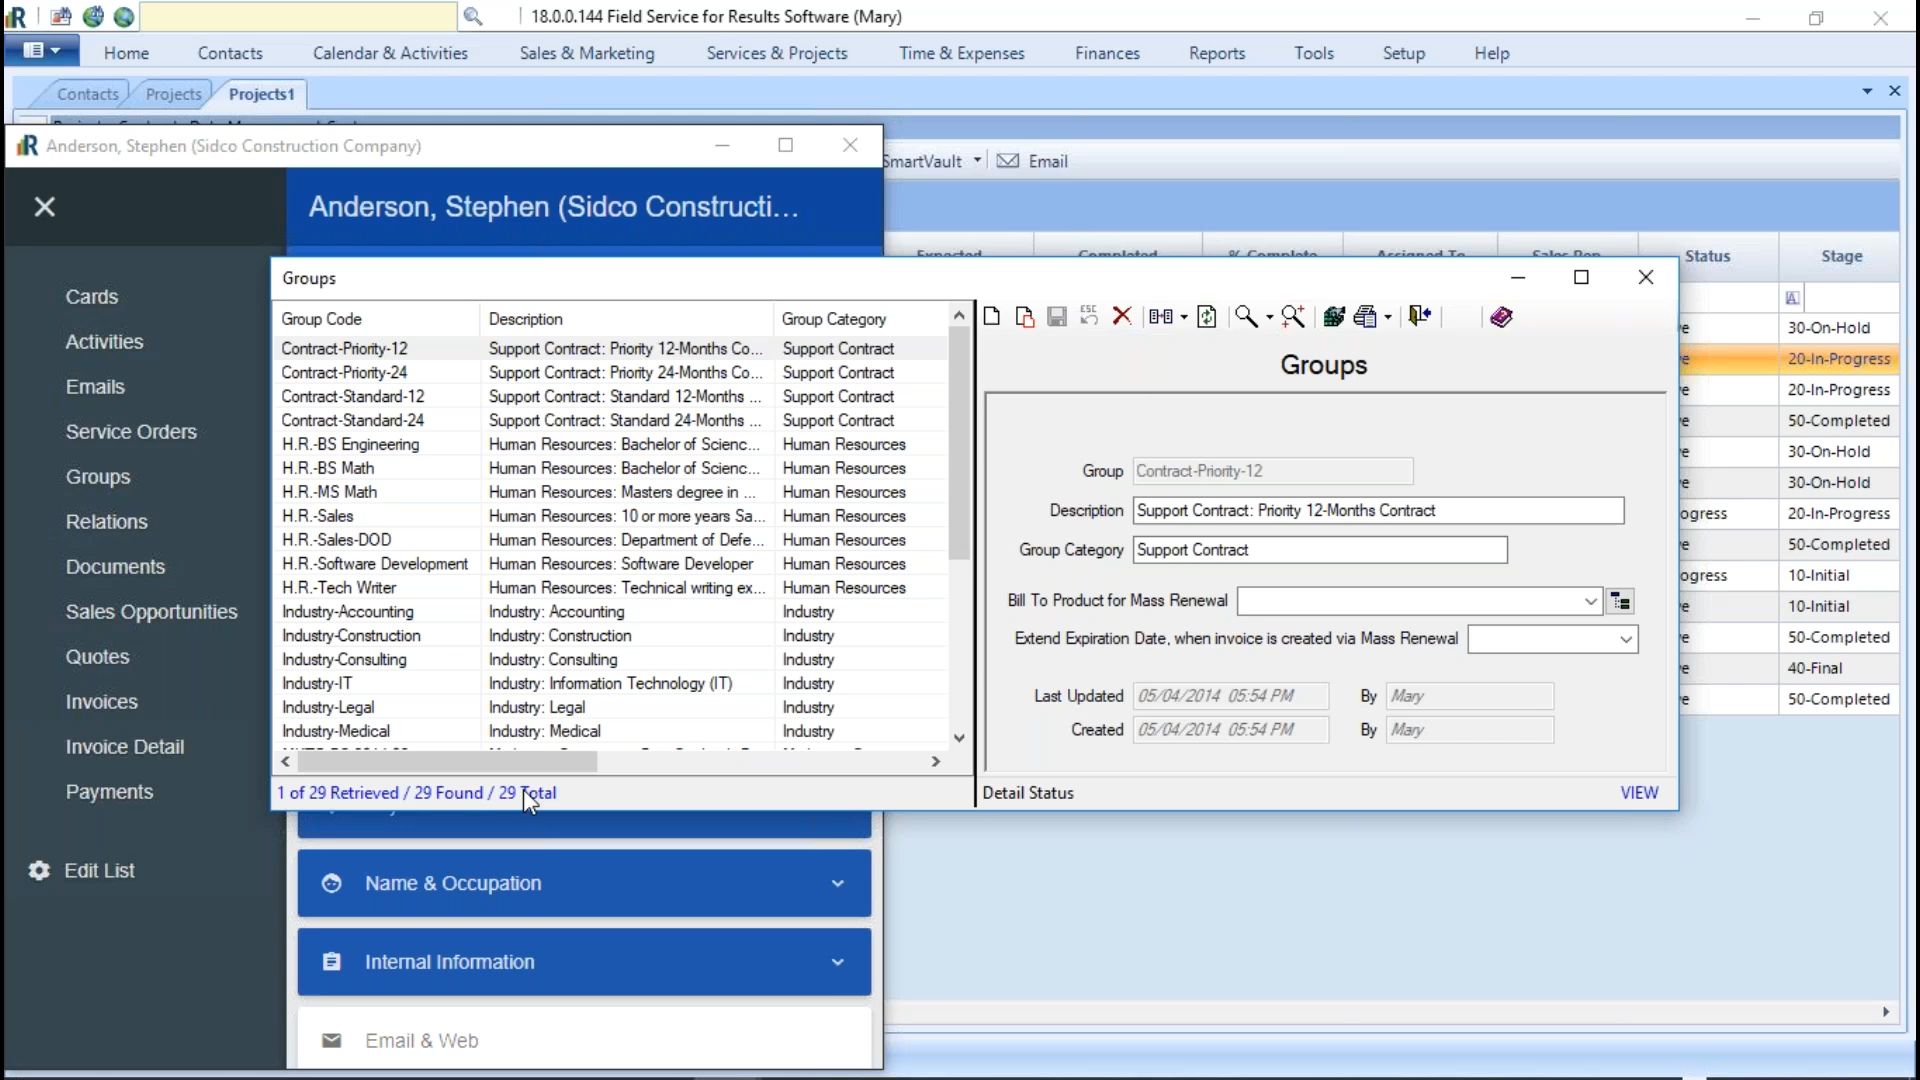 18.0.0.144 Field Service for Results Software (Mary)
Home Contacts Calendar & Activities Sales & Marketing Services & Projects Time & Expenses Finances Reports Tools Setup Help
Contacts Projects Projects1
Anderson, Stephen (Sidco Construction Company)
SmartVault Email
Anderson, Stephen (Sidco Constructi...
Expected Completed % Complete Assigned To Sales Rep Status Stage
Cards
Activities
Emails
Service Orders
Groups
Relations
Documents
Sales Opportunities
Quotes
Invoices
Invoice Detail
Payments
Edit List
Groups
Group Code Description Group Category
Contract-Priority-12 Support Contract: Priority 12-Months Co... Support Contract
Contract-Priority-24 Support Contract: Priority 24-Months Co... Support Contract
Contract-Standard-12 Support Contract: Standard 12-Months ... Support Contract
Contract-Standard-24 Support Contract: Standard 24-Months ... Support Contract
H.R.-BS Engineering Human Resources: Bachelor of Scienc... Human Resources
H.R.-BS Math Human Resources: Bachelor of Scienc... Human Resources
H.R.-MS Math Human Resources: Masters degree in ... Human Resources
H.R.-Sales Human Resources: 10 or more years Sa... Human Resources
H.R.-Sales-DOD Human Resources: Department of Defe... Human Resources
H.R.-Software Development Human Resources: Software Developer Human Resources
H.R.-Tech Writer Human Resources: Technical writing ex... Human Resources
Industry-Accounting Industry: Accounting Industry
Industry-Construction Industry: Construction Industry
Industry-Consulting Industry: Consulting Industry
Industry-IT Industry: Information Technology (IT) Industry
Industry-Legal Industry: Legal Industry
Industry-Medical Industry: Medical Industry
1 of 29 Retrieved / 29 Found / 29 Total
ESC
Groups
Group Contract-Priority-12
Description Support Contract: Priority 12-Months Contract
Group Category Support Contract
Bill To Product for Mass Renewal
Extend Expiration Date, when invoice is created via Mass Renewal
Last Updated 05/04/2014 05:54 PM By Mary
Created 05/04/2014 05:54 PM By Mary
Detail Status VIEW
A
e 30-On-Hold
e 20-In-Progress
e 20-In-Progress
e 50-Completed
e 30-On-Hold
e 30-On-Hold
ogress 20-In-Progress
e 50-Completed
ogress 10-Initial
e 10-Initial
e 50-Completed
e 40-Final
e 50-Completed
Name & Occupation
Internal Information
Email & Web